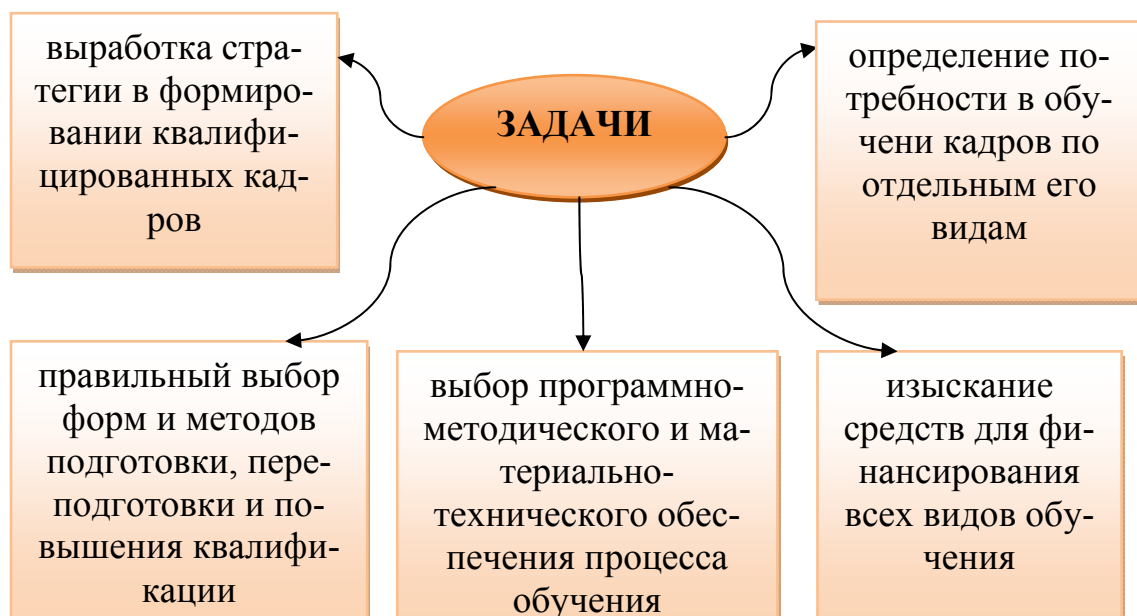 ЗАДАЧИ
выработка стра-
тегии в формиро-
вании квалифи-
цированных кад-
ров
определение по-
требности в обу-
чени кадров по
отдельным его
видам
правильный выбор
форм и методов
подготовки, пере-
подготовки и по-
вышения квалифи-
кации
выбор программно-
методического и ма-
териально-
технического обес-
печения процесса
обучения
изыскание
средств для фи-
нансирования
всех видов обу-
чения